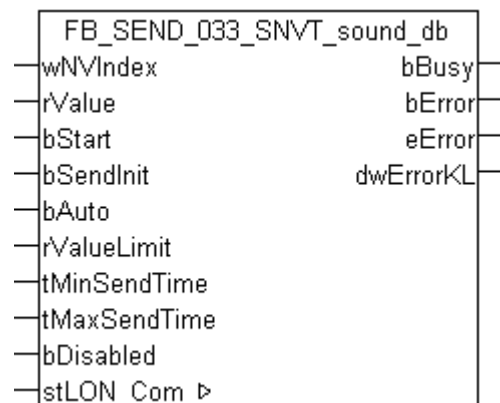 FB_SEND_033_SNVT_sound_db
wNVIndex bBusy
rValue bError
bStart eError
bSendInit dwErrorKL
bAuto
rValueLimit
tMinSendTime
tMaxSendTime
bDisabled
stLON_Com ▷